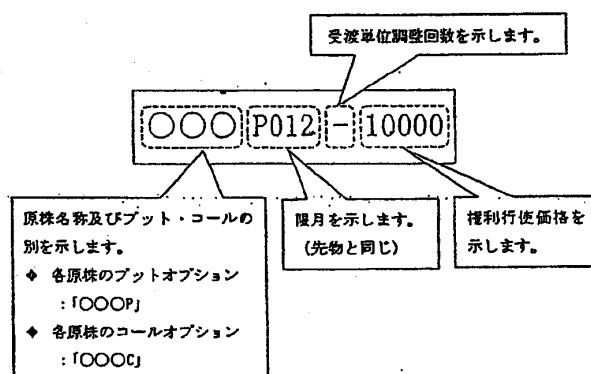 受渡単位調整回数を示します。
○○○P012-10000
原株名称及びプット・コールの
別を示します。
◆ 各原株のプットオプション
:「○○○P」
◆ 各原株のコールオプション
:「○○○C」
限月を示します。
(先物と同じ)
権利行使価格を
示します。